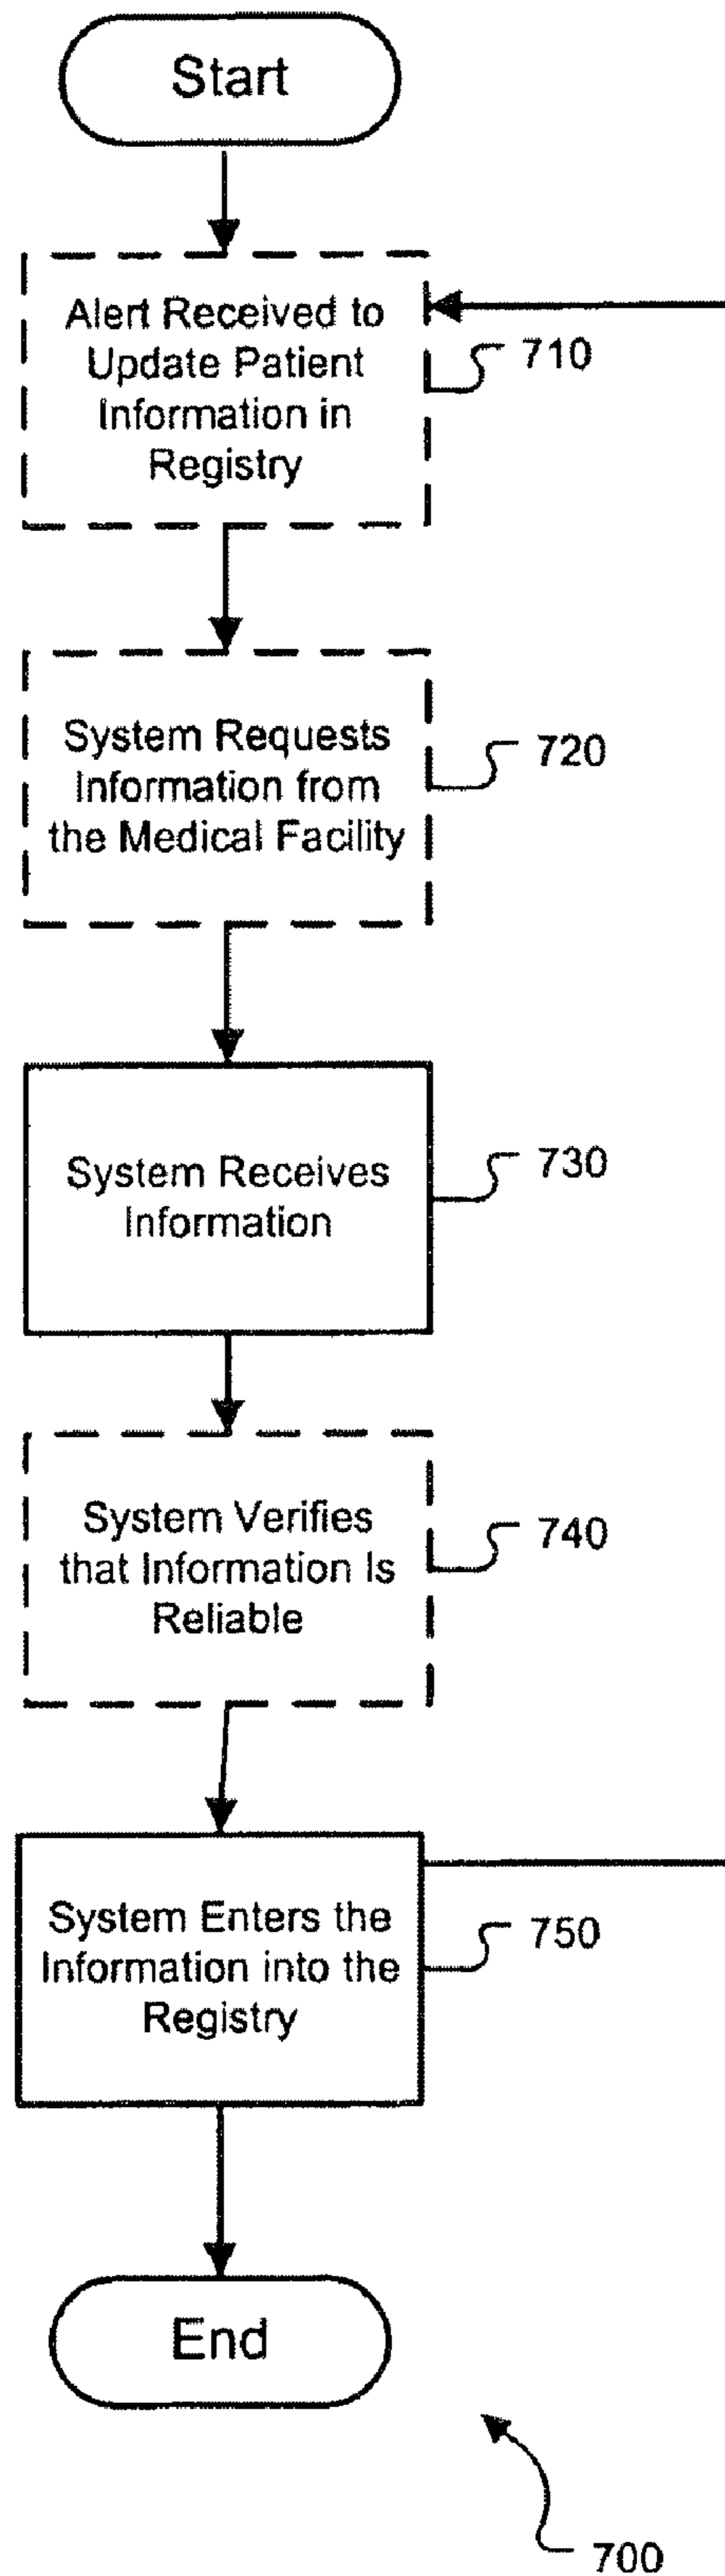 Start
Alert Received to
Update Patient
Information in
Registry
710
System Requests
Information from
the Medical Facility
720
System Receives
Information
730
System Verifies
that Information Is
Reliable
740
System Enters the
Information into the
Registry
750
End
700